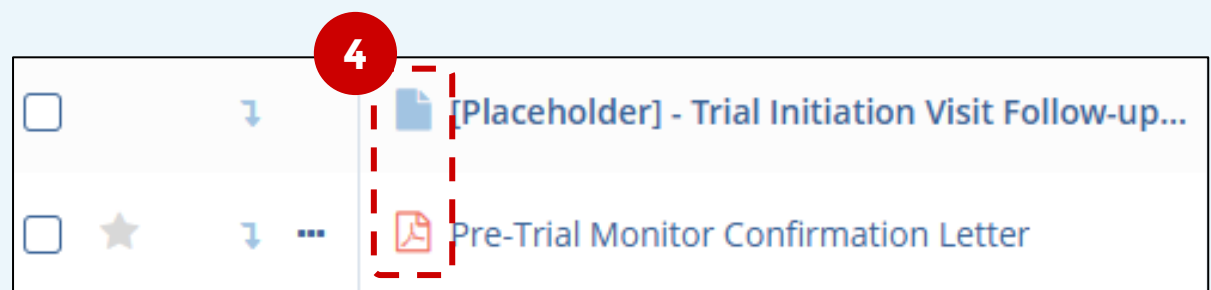 4
[Placeholder] - Trial Initiation Visit Follow-up...
Pre-Trial Monitor Confirmation Letter